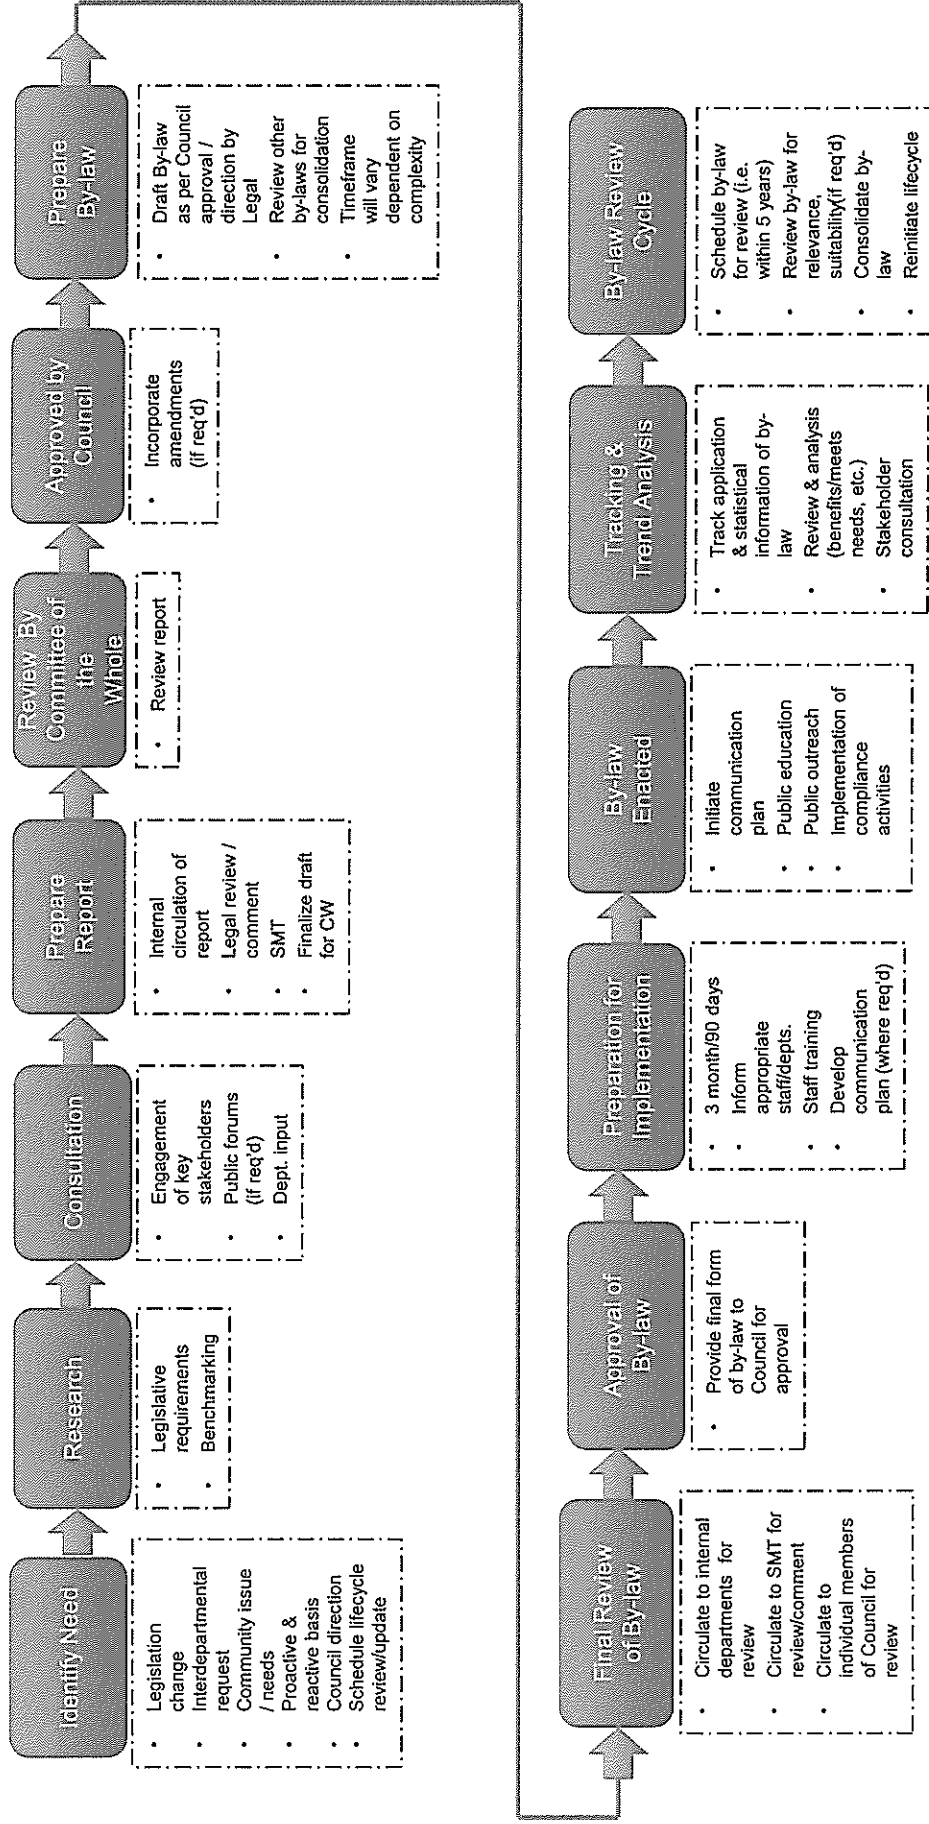 Identify Need
Legislation
change
Interdepartmental
request
Community issue
/ needs
Proactive &
reactive basis
Council direction
Schedule lifecycle
review/update
Research
Legislative
requirements
Benchmarking
Consultation
Engagement
of key
stakeholders
Public forums
(if req'd)
Dept. input
Prepare
Report
Internal
circulation of
report
Legal review /
comment
SMT
Finalize draft
for CW
Review By
Committee of
the
Whole
Review report
Approved by
Council
Incorporate
amendments
(if req'd)
Prepare
By-law
Draft By-law
as per Council
approval /
direction by
Legal
Review other
by-laws for
consolidation
Timeframe
will vary
dependent on
complexity
Final Review
of By-law
Circulate to internal
departments for
review
Circulate to SMT for
review/comment
Circulate to
individual members
of Council for
review
Approval of
By-law
Provide final form
of by-law to
Council for
approval
Preparation for
Implementation
3 month/90 days
Inform
appropriate
staff/depts.
Staff training
Develop
communication
plan (where req'd)
By-law
Enacted
Initiate
communication
plan
Public education
Public outreach
Implementation of
compliance
activities
Tracking &
Trend Analysis
Track application
& statistical
information of by-
law
Review & analysis
(benefits/meets
needs, etc.)
Stakeholder
consultation
By-law Review
Cycle
Schedule by-law
for review (i.e.
within 5 years)
Review by-law for
relevance,
suitability(if req'd)
Consolidate by-
law
Reinitiate lifecycle